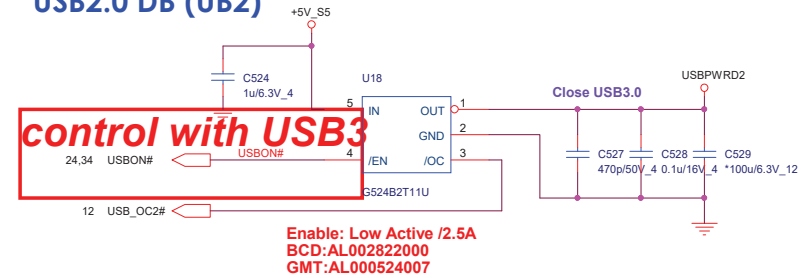 USB2.0 DB (UB2)
+5V_S5
C524
1u/6.3V_4
U18
USBPWRD2
Close USB3.0
5 IN OUT 1
GND 2
control with USB3
24,34 USBON# USBON# 4 /EN /OC 3
C527 C528 C529
470p/50V_4 0.1u/16V_4 *100u/6.3V_12
G524B2T11U
12 USB_OC2#
Enable: Low Active /2.5A
BCD:AL002822000
GMT:AL000524007